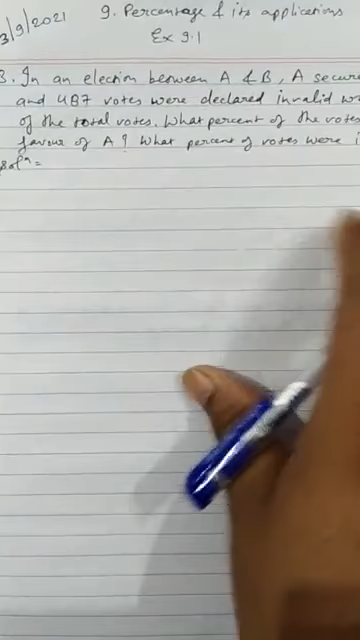 3/9/2021
9. Percentage & its applications
Ex 9.1
3. In an election between A & B, A secure
and 487 votes were declared invalid w
of the total votes. What percent of the votes
favour of A? What percent of votes were i
Solⁿ=